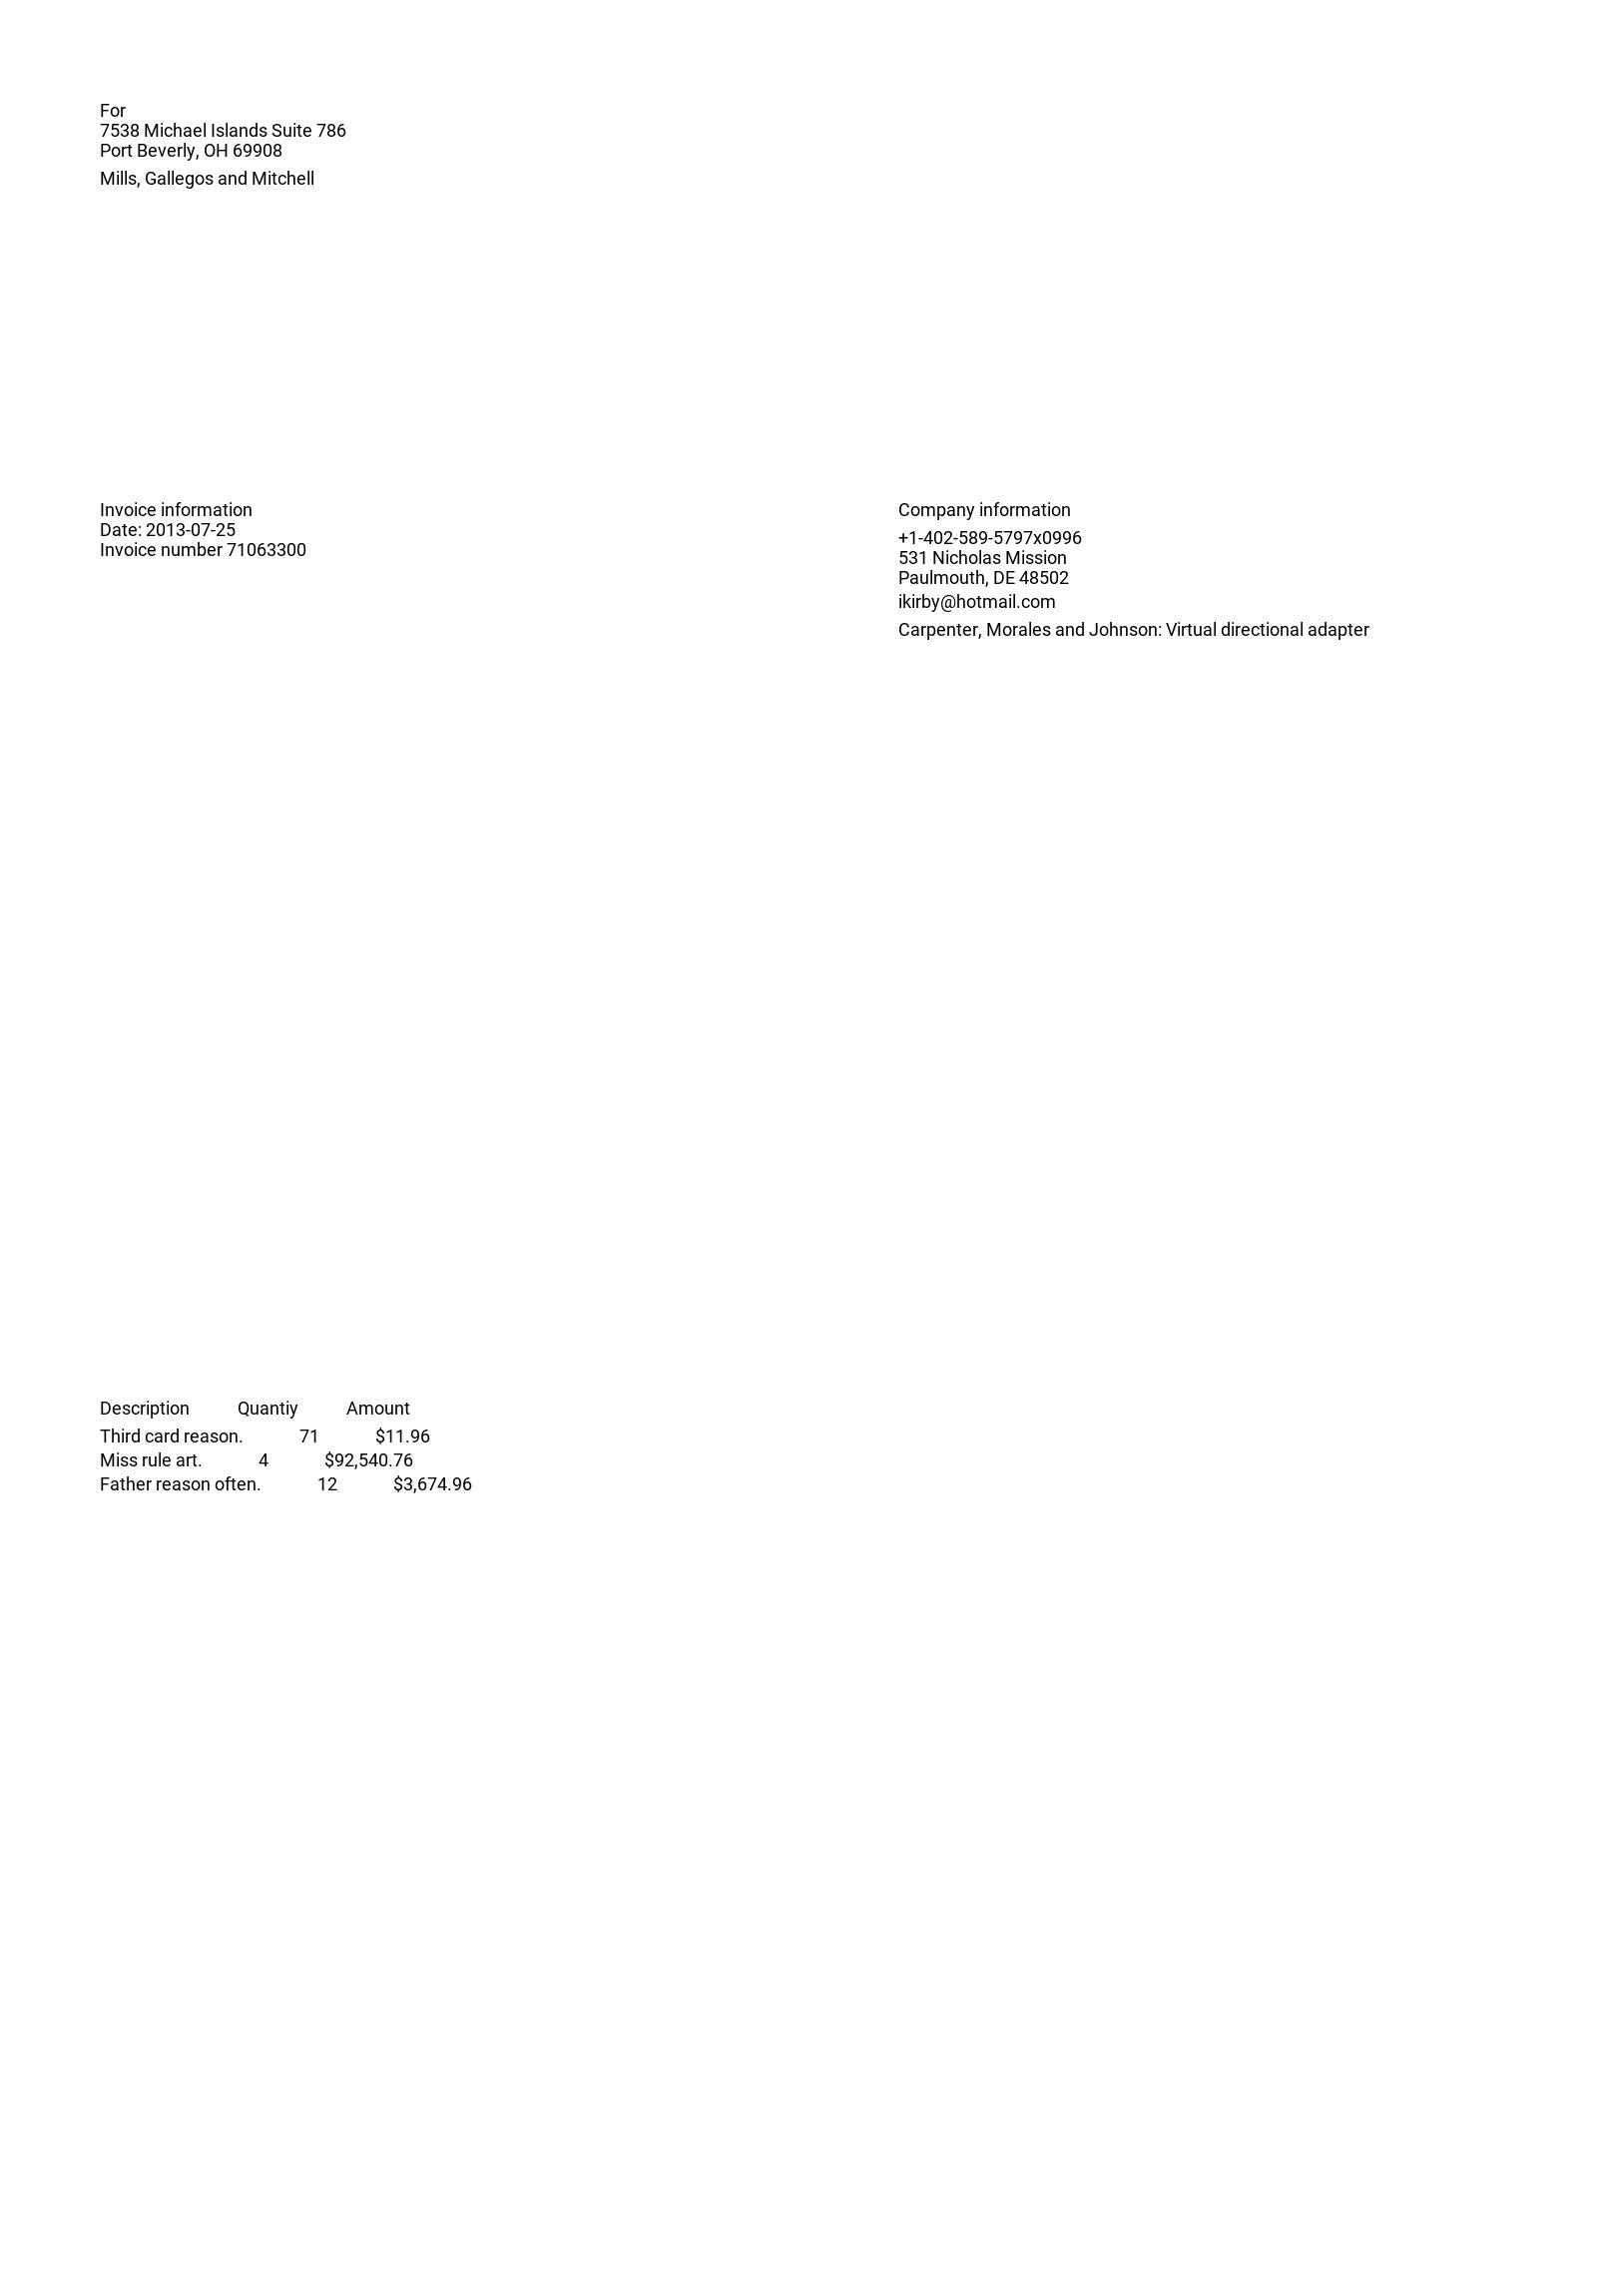 For
7538 Michael Islands Suite 786
Port Beverly, OH 69908
Mills, Gallegos and Mitchell
Invoice information
Date: 2013-07-25
Invoice number 71063300
Company information
+1-402-589-5797x0996
531 Nicholas Mission
Paulmouth, DE 48502
ikirby@hotmail.com
Carpenter, Morales and Johnson: Virtual directional adapter
Description Quantiy Amount
Third card reason. 71 $11.96
Miss rule art. 4 $92,540.76
Father reason often. 12 $3,674.96